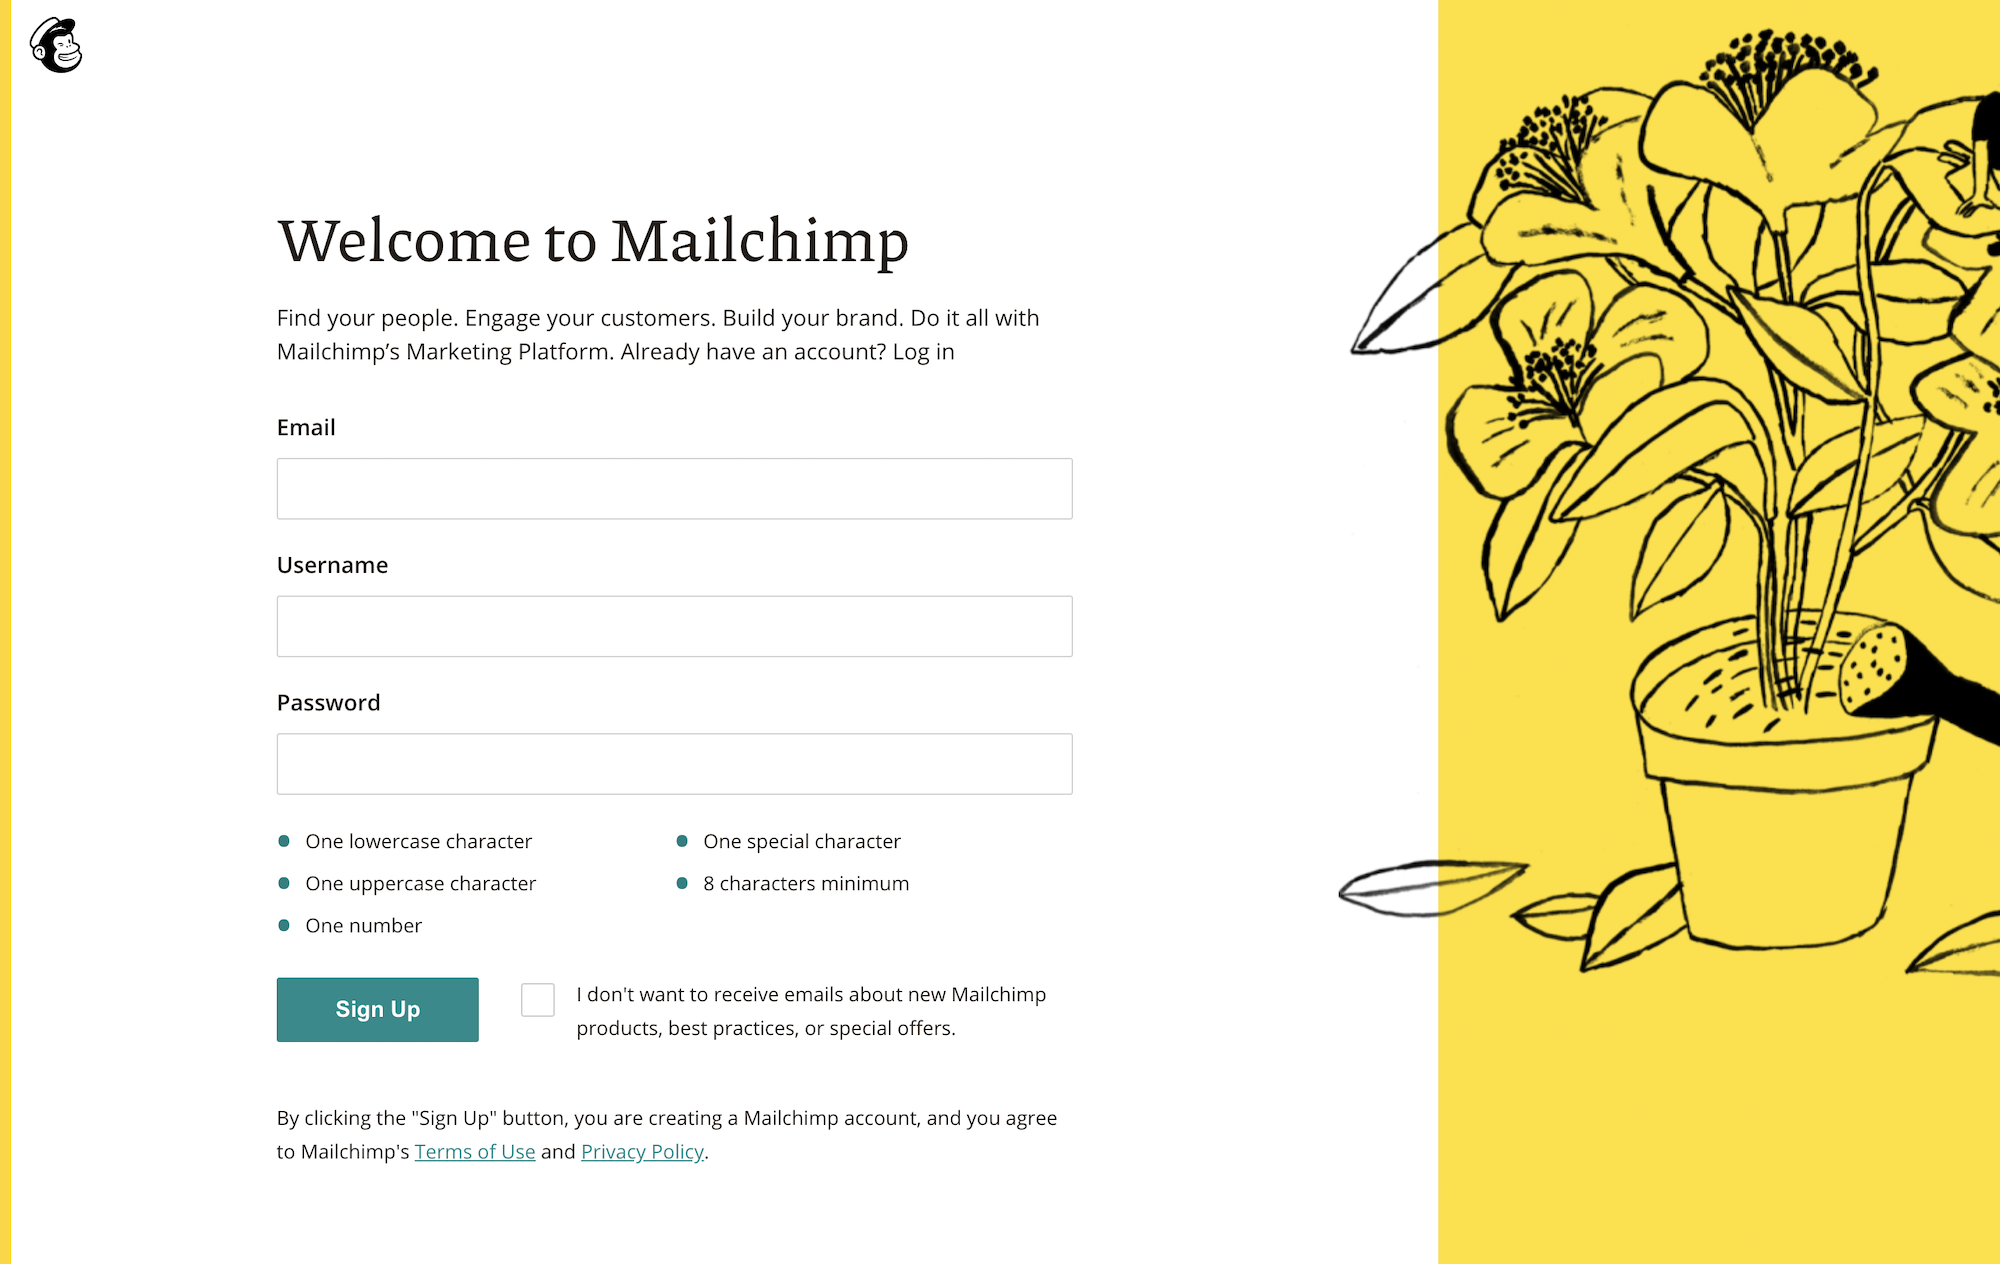 Welcome to Mailchimp
Find your people. Engage your customers. Build your brand. Do it all with
Mailchimp’s Marketing Platform. Already have an account? Log in
Email
Username
Password
One lowercase character
One special character
One uppercase character
8 characters minimum
One number
Sign Up
I don't want to receive emails about new Mailchimp
products, best practices, or special offers.
By clicking the "Sign Up" button, you are creating a Mailchimp account, and you agree
to Mailchimp's Terms of Use and Privacy Policy.